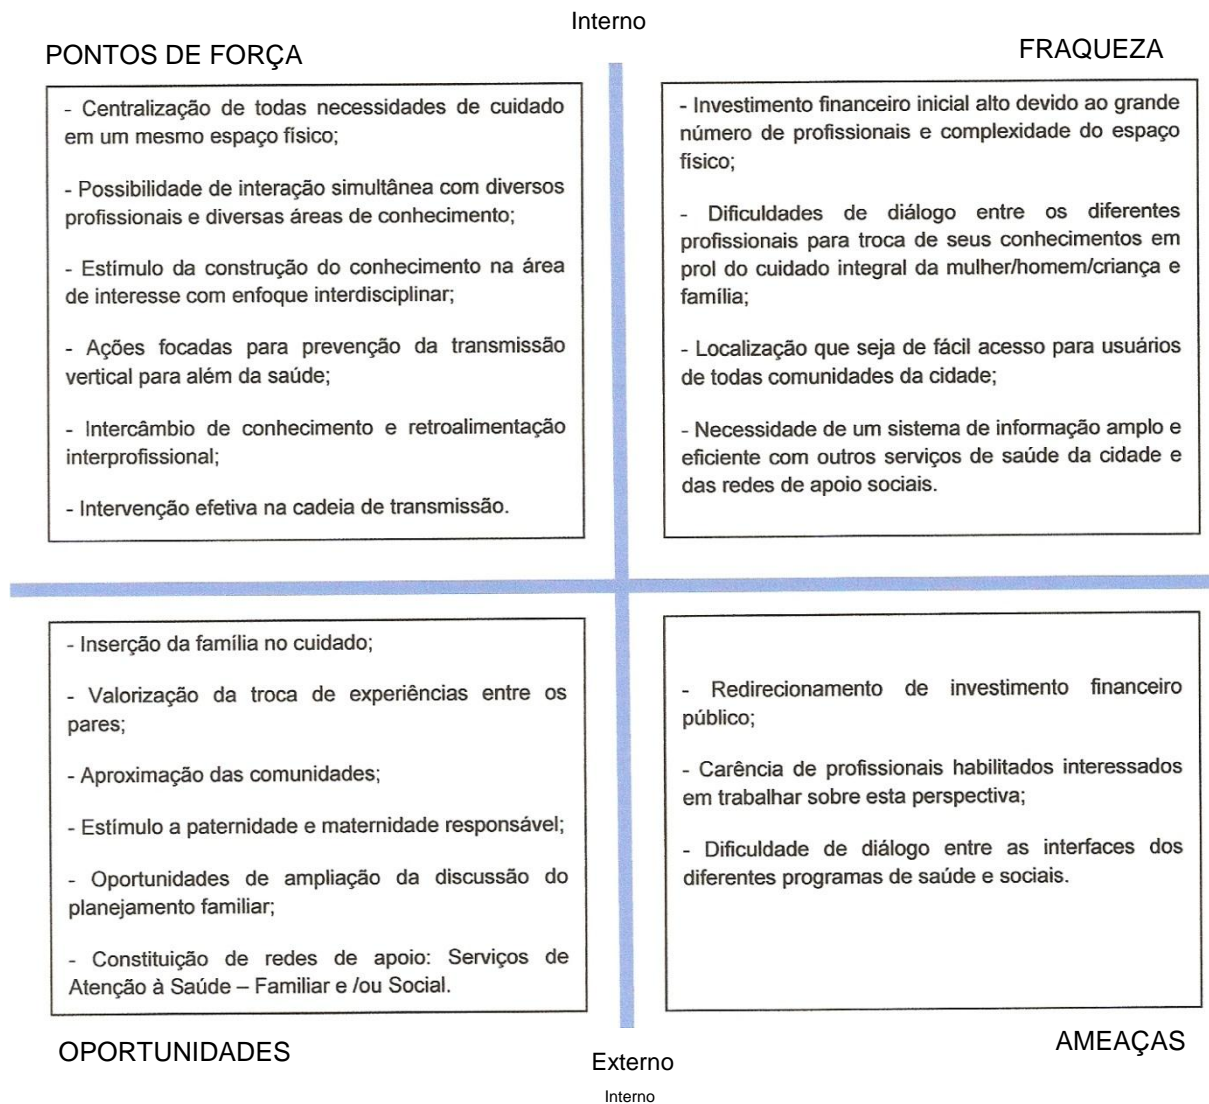 Interno
PONTOS DE FORÇA
FRAQUEZA
- Centralização de todas necessidades de cuidado
em um mesmo espaço físico;
- Possibilidade de interação simultânea com diversos
profissionais e diversas áreas de conhecimento;
- Estímulo da construção do conhecimento na área
de interesse com enfoque interdisciplinar;
- Ações focadas para prevenção da transmissão
vertical para além da saúde;
- Intercâmbio de conhecimento e retroalimentação
interprofissional;
- Intervenção efetiva na cadeia de transmissão.
- Investimento financeiro inicial alto devido ao grande
número de profissionais e complexidade do espaço
físico;
- Dificuldades de diálogo entre os diferentes
profissionais para troca de seus conhecimentos em
prol do cuidado integral da mulher/homem/criança e
família;
- Localização que seja de fácil acesso para usuários
de todas comunidades da cidade;
- Necessidade de um sistema de informação amplo e
eficiente com outros serviços de saúde da cidade e
das redes de apoio sociais.
- Inserção da família no cuidado;
- Valorização da troca de experiências entre os
pares;
- Aproximação das comunidades;
- Estímulo a paternidade e maternidade responsável;
- Oportunidades de ampliação da discussão do
planejamento familiar;
- Constituição de redes de apoio: Serviços de
Atenção à Saúde – Familiar e /ou Social.
- Redirecionamento de investimento financeiro
público;
- Carência de profissionais habilitados interessados
em trabalhar sobre esta perspectiva;
- Dificuldade de diálogo entre as interfaces dos
diferentes programas de saúde e sociais.
OPORTUNIDADES
AMEAÇAS
Externo
Interno